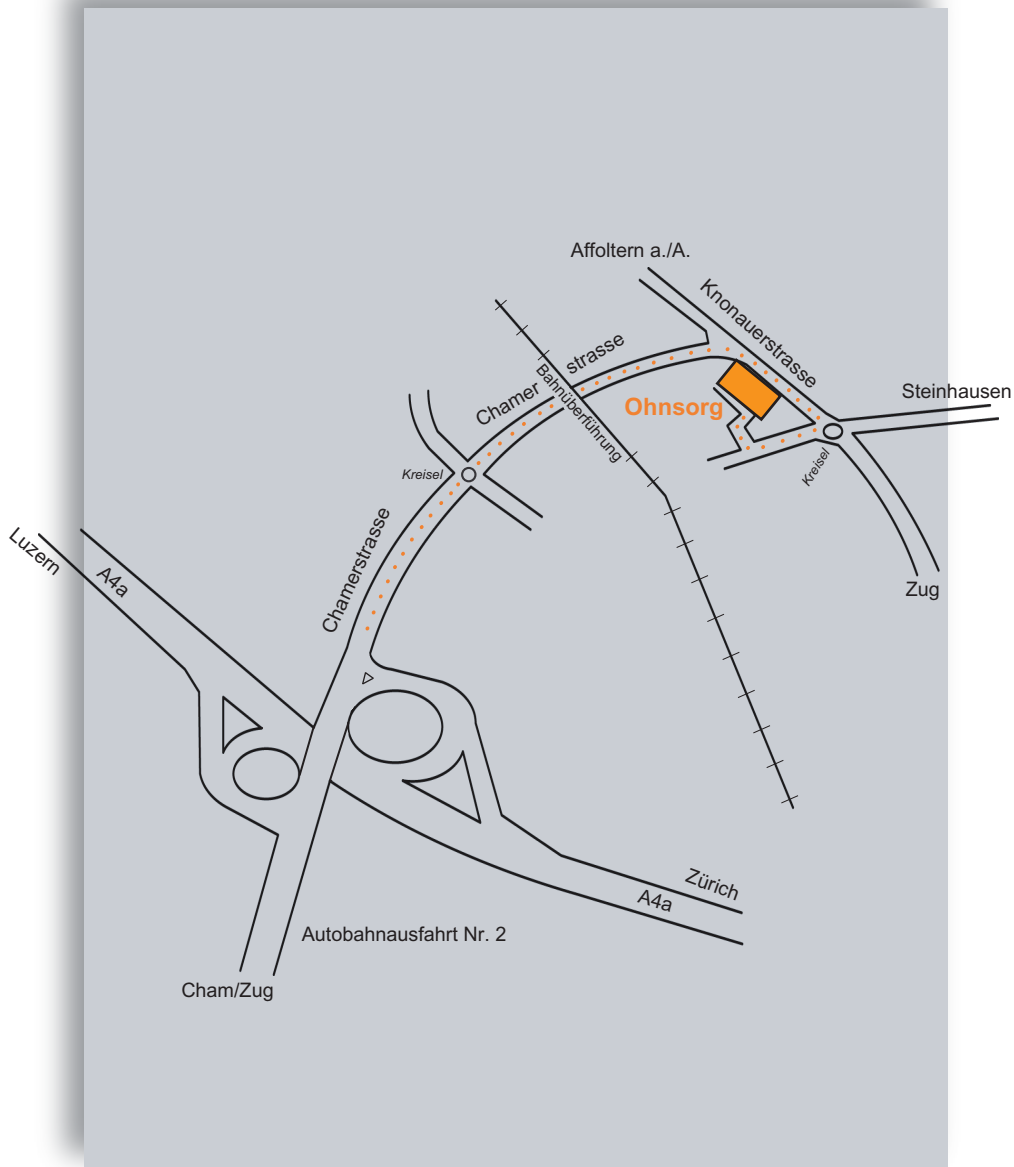 Affoltern a./A.
Knonauerstrasse
strasse
Bahnüberführung
Chamer
Steinhausen
Ohnsorg
Kreisel
Kreisel
Luzern
A4a
Chamerstrasse
Zug
Zürich
A4a
Autobahnausfahrt Nr. 2
Cham/Zug